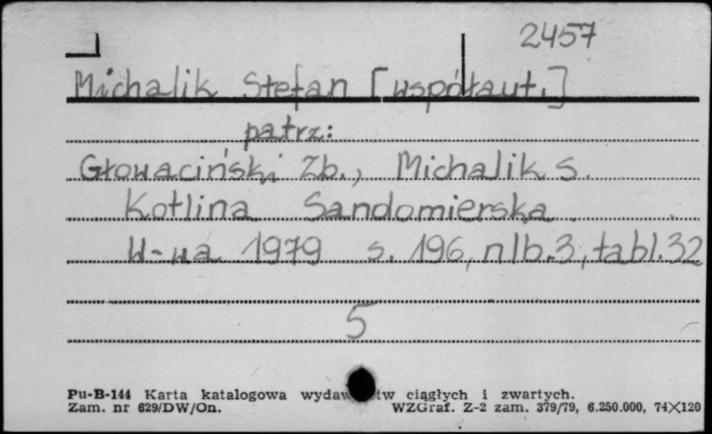 2457
Michalik Stefan [współaut.]
patrz:
Głowaciński Zb., Michalik S.
Kotlina Sandomierska.
W-wa 1979 s. 196, nlb. 3, tabl. 32
5
Pu-B-144 Karta katalogowa wydaw tw ciągłych i zwartych.
Zam. nr 629/DW/On. WZGraf. Z-2 zam. 379/79, 6.250.000, 74X120